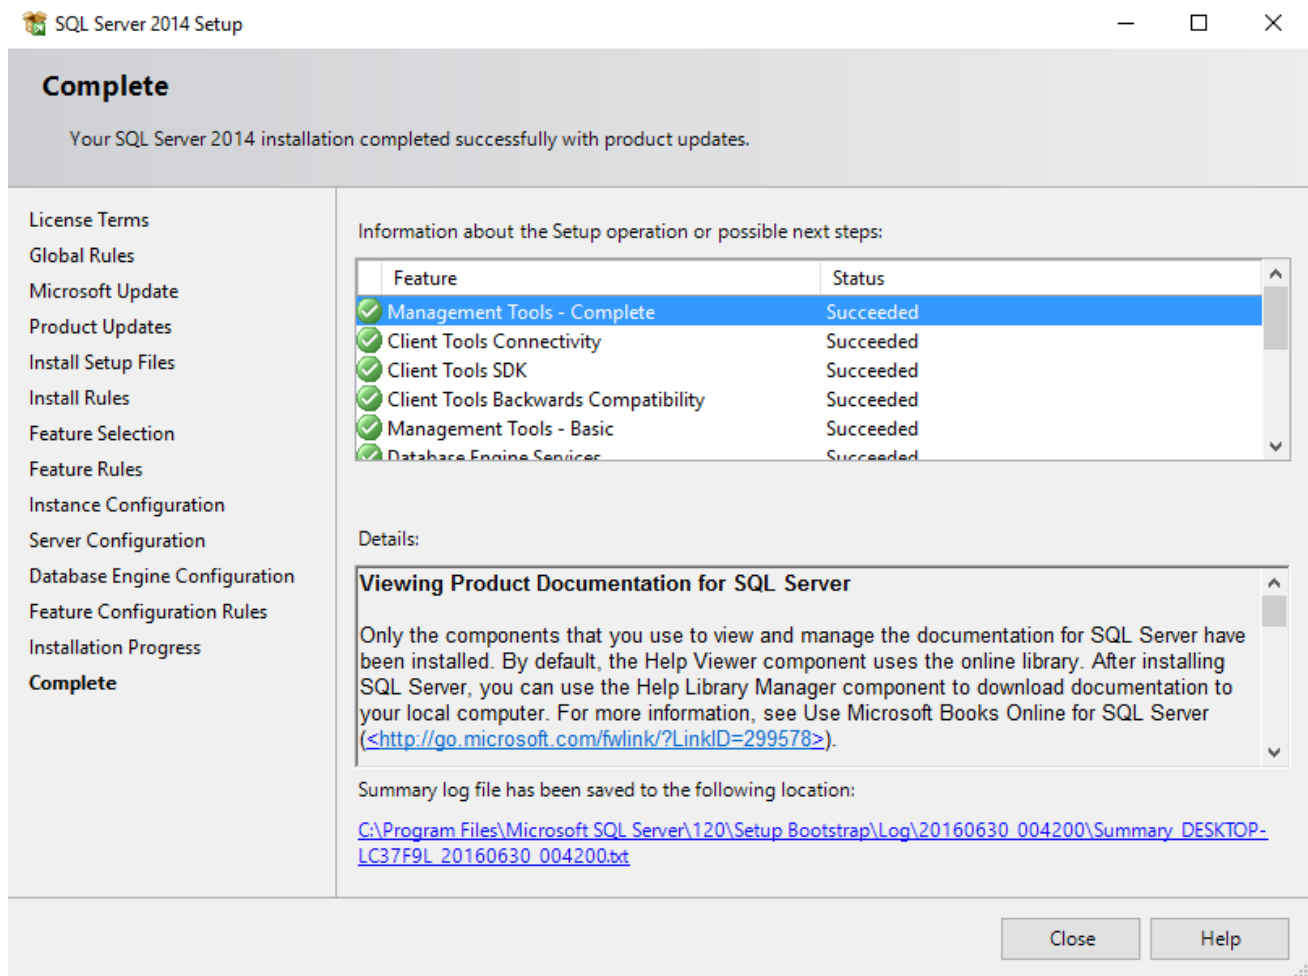 SQL Server 2014 Setup
Complete
Your SQL Server 2014 installation completed successfully with product updates.
License Terms
Global Rules
Microsoft Update
Product Updates
Install Setup Files
Install Rules
Feature Selection
Feature Rules
Instance Configuration
Server Configuration
Database Engine Configuration
Feature Configuration Rules
Installation Progress
Complete
Information about the Setup operation or possible next steps:
Feature Status
Management Tools - Complete Succeeded
Client Tools Connectivity Succeeded
Client Tools SDK Succeeded
Client Tools Backwards Compatibility Succeeded
Management Tools - Basic Succeeded
Database Engine Services Succeeded
Details:
Viewing Product Documentation for SQL Server
Only the components that you use to view and manage the documentation for SQL Server have
been installed. By default, the Help Viewer component uses the online library. After installing
SQL Server, you can use the Help Library Manager component to download documentation to
your local computer. For more information, see Use Microsoft Books Online for SQL Server
(<http://go.microsoft.com/fwlink/?LinkID=299578>).
Summary log file has been saved to the following location:
C:\Program Files\Microsoft SQL Server\120\Setup Bootstrap\Log\20160630_004200\Summary_DESKTOP-
LC37F9L_20160630_004200.txt
Close Help